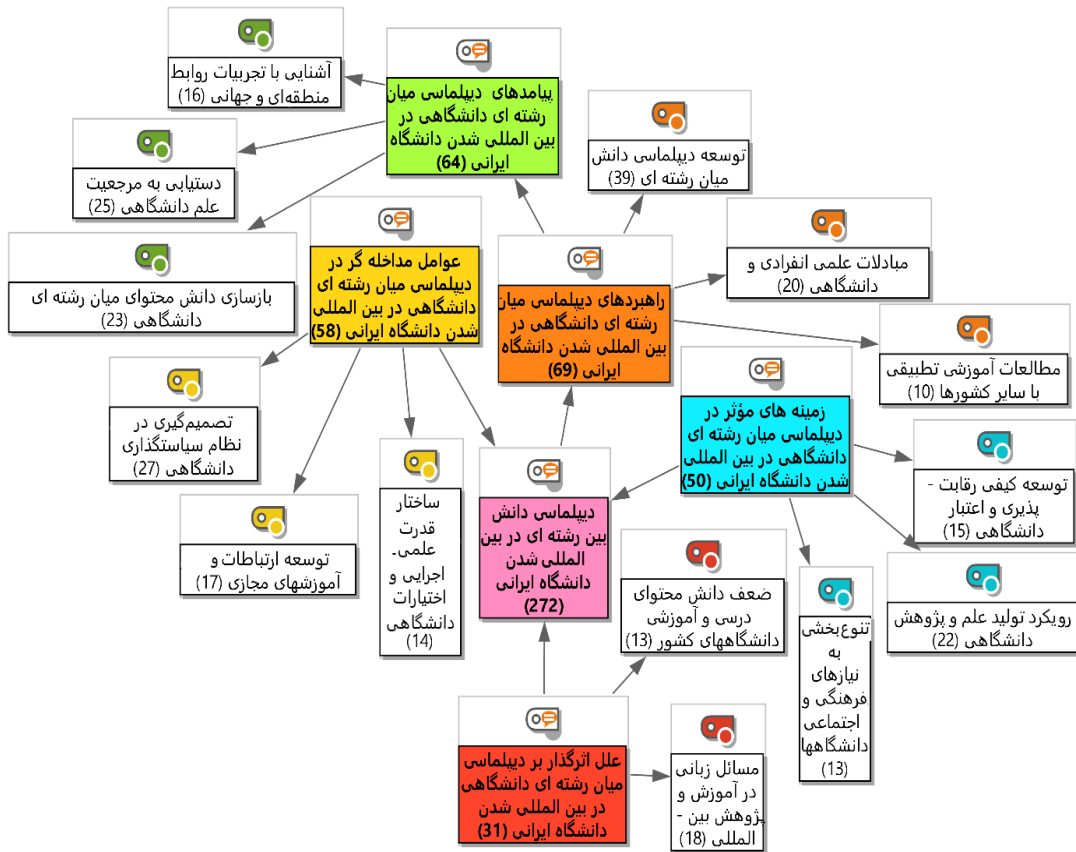 آشنایی با تجربیات روابط
منطقه‌ای و جهانی (16)
پیامدهای دیپلماسی میان
رشته ای دانشگاهی در
بین المللی شدن دانشگاه
ایرانی (64)
توسعه دیپلماسی دانش
میان رشته ای (39)
دستیابی به مرجعیت
علم دانشگاهی (25)
بازسازی دانش محتوای میان رشته ای
دانشگاهی (23)
عوامل مداخله گر در
دیپلماسی میان رشته ای
دانشگاهی در بین المللی
شدن دانشگاه ایرانی (58)
راهبردهای دیپلماسی میان
رشته ای دانشگاهی در
بین المللی شدن دانشگاه
ایرانی (69)
مبادلات علمی انفرادی و
دانشگاهی (20)
مطالعات آموزشی تطبیقی
با سایر کشورها (10)
تصمیم‌گیری در
نظام سیاستگذاری
دانشگاهی (27)
زمینه های مؤثر در
دیپلماسی میان رشته ای
دانشگاهی در بین المللی
شدن دانشگاه ایرانی (50)
توسعه ارتباطات و
آموزشهای مجازی (17)
ساختار
قدرت
علمی۔
اجرایی و
اختیارات
دانشگاهی
(14)
دیپلماسی دانش
بین رشته ای در بین
المللی شدن
دانشگاه ایرانی
(272)
توسعه کیفی رقابت -
پذیری و اعتبار
دانشگاهی (15)
ضعف دانش محتوای
درسی و آموزشی
دانشگاههای کشور (13)
تنوع‌بخشی
به
نیازهای
فرهنگی و
اجتماعی
دانشگاهها
(13)
رویکرد تولید علم و پژوهش
دانشگاهی (22)
علل اثرگذار بر دیپلماسی
میان رشته ای دانشگاهی
در بین المللی شدن
دانشگاه ایرانی (31)
مسائل زبانی
در آموزش و
پژوهش بین -
المللی (18)